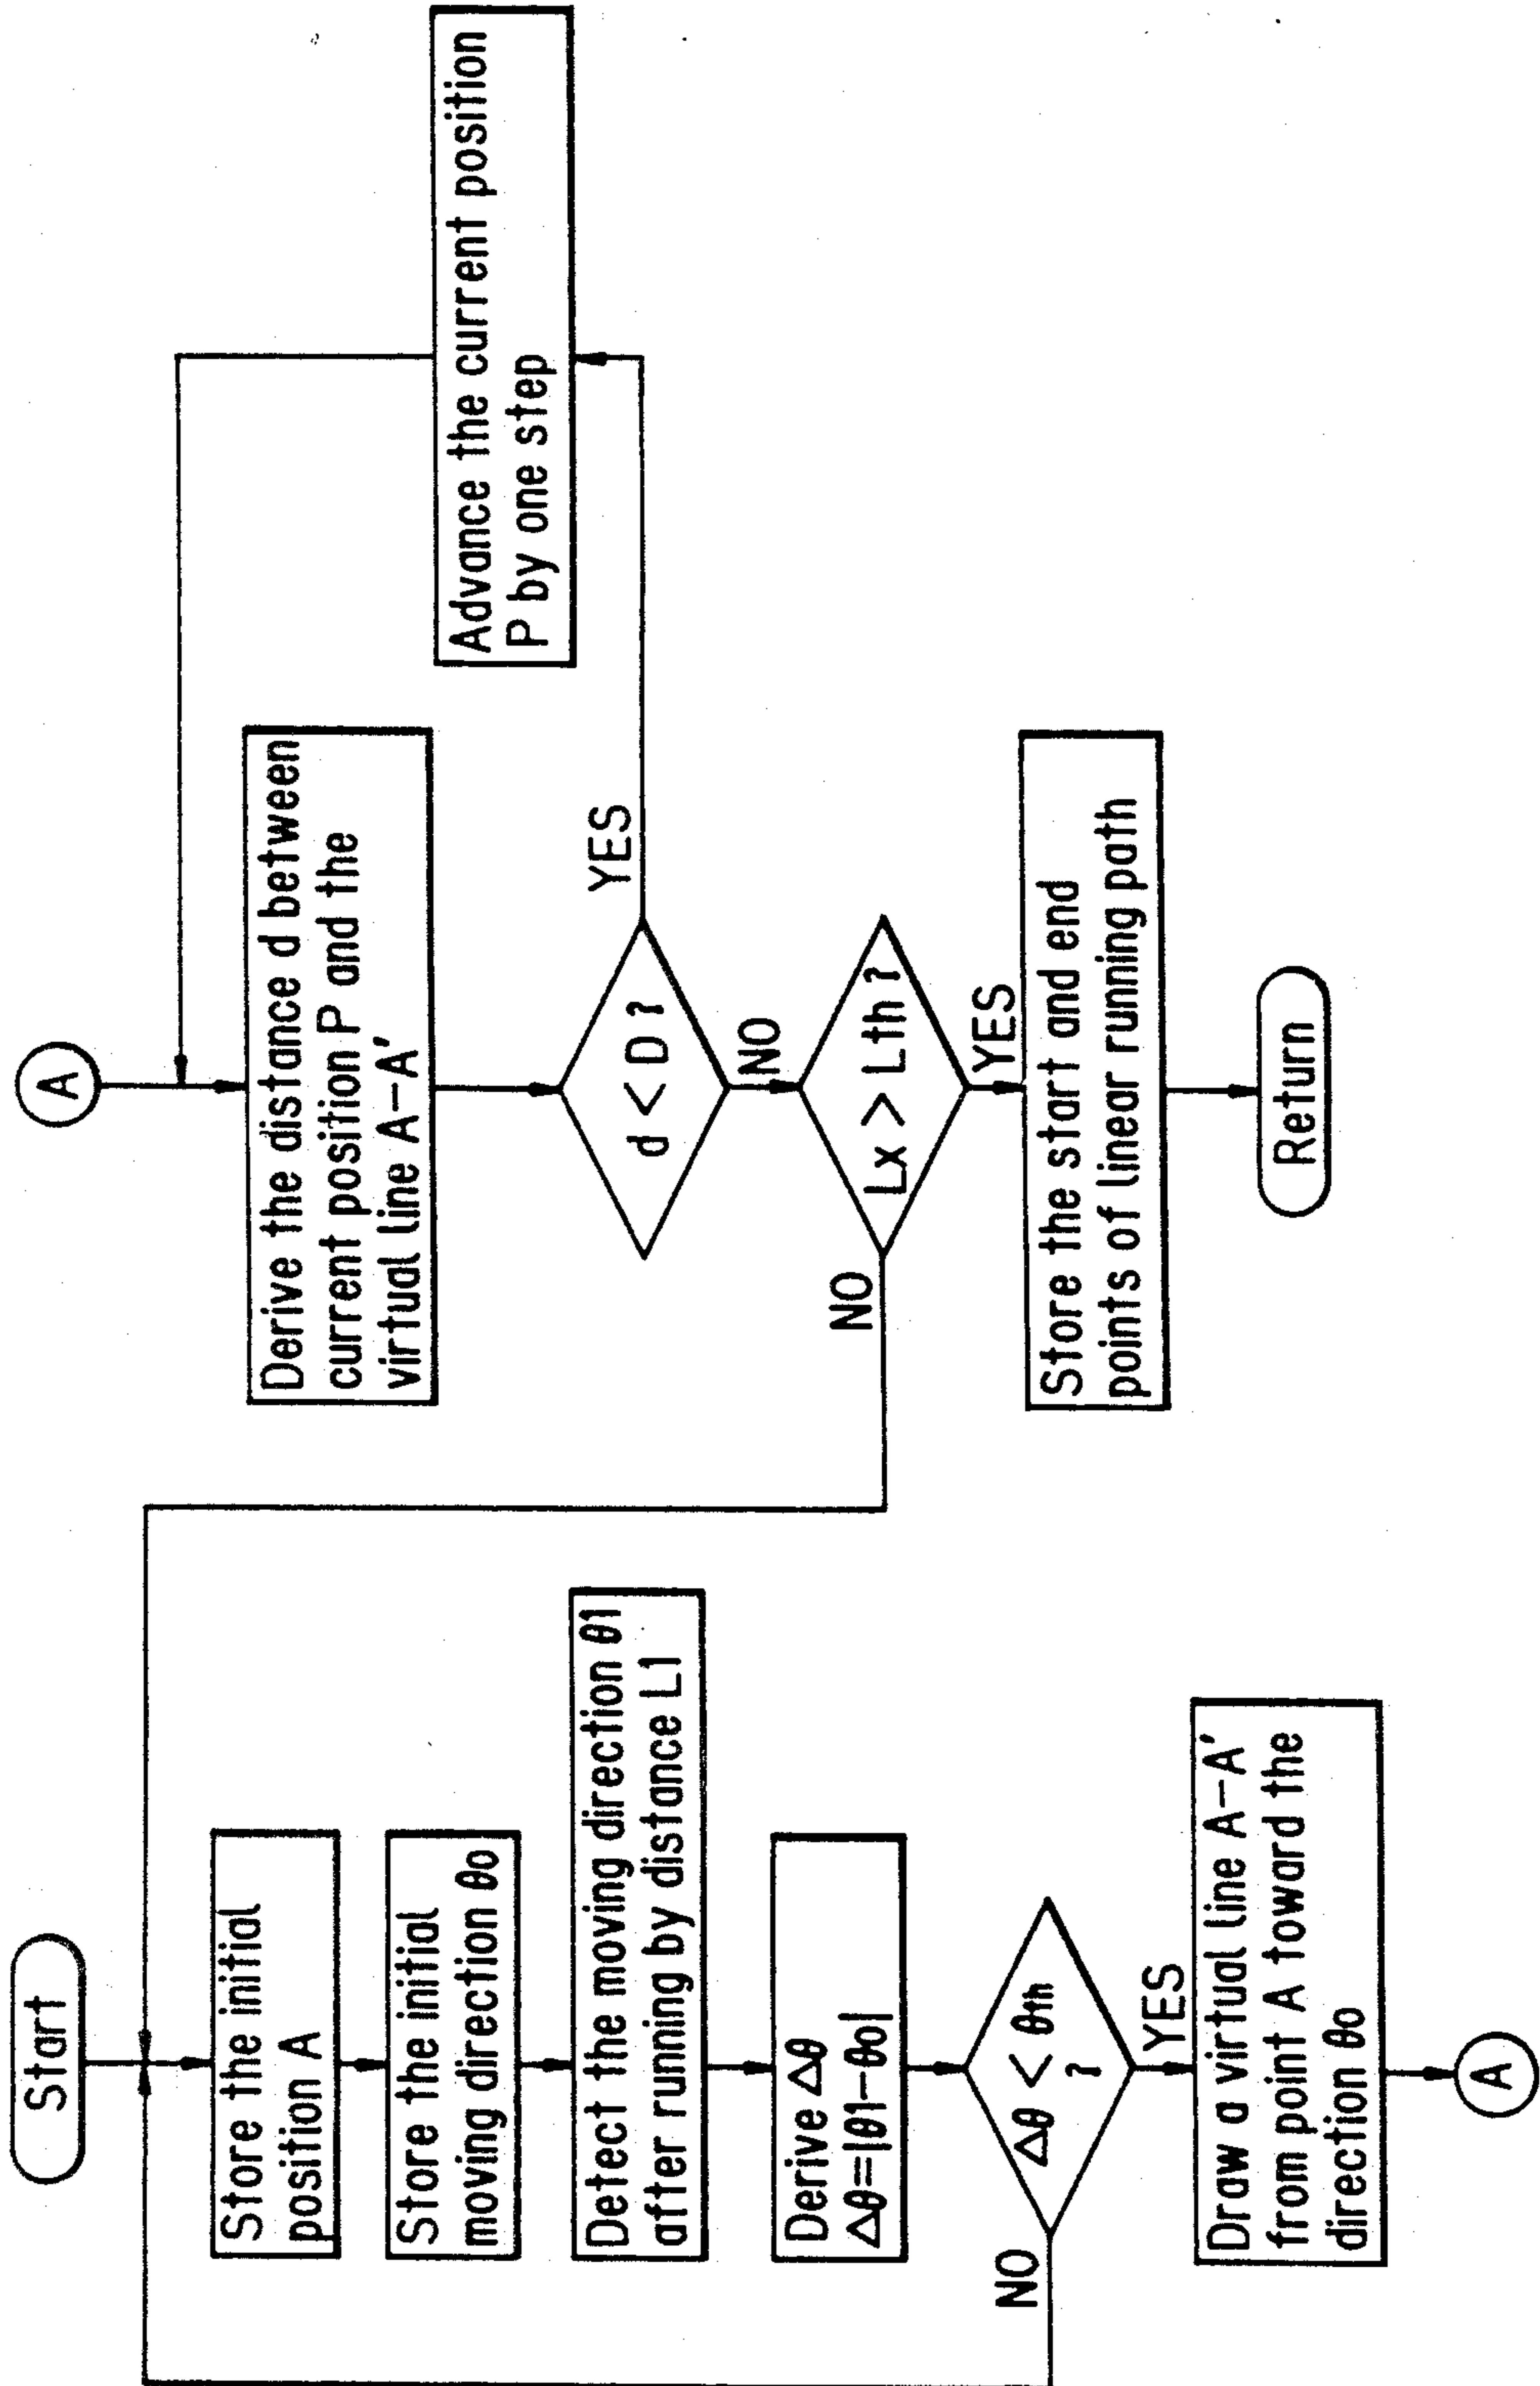 Start
Store the initial
position A
Store the initial
moving direction θo
Detect the moving direction θ1
after running by distance L1
Derive Δθ
Δθ=|θ1-θo|
Δθ < θth
?
NO
YES
Draw a virtual line A-A'
from point A toward the
direction θo
A
A
Derive the distance d between
current position P and the
virtual line A-A'
d < D ?
YES
NO
Advance the current position
P by one step
Lx > Lth ?
NO
YES
Store the start and end
points of linear running path
Return